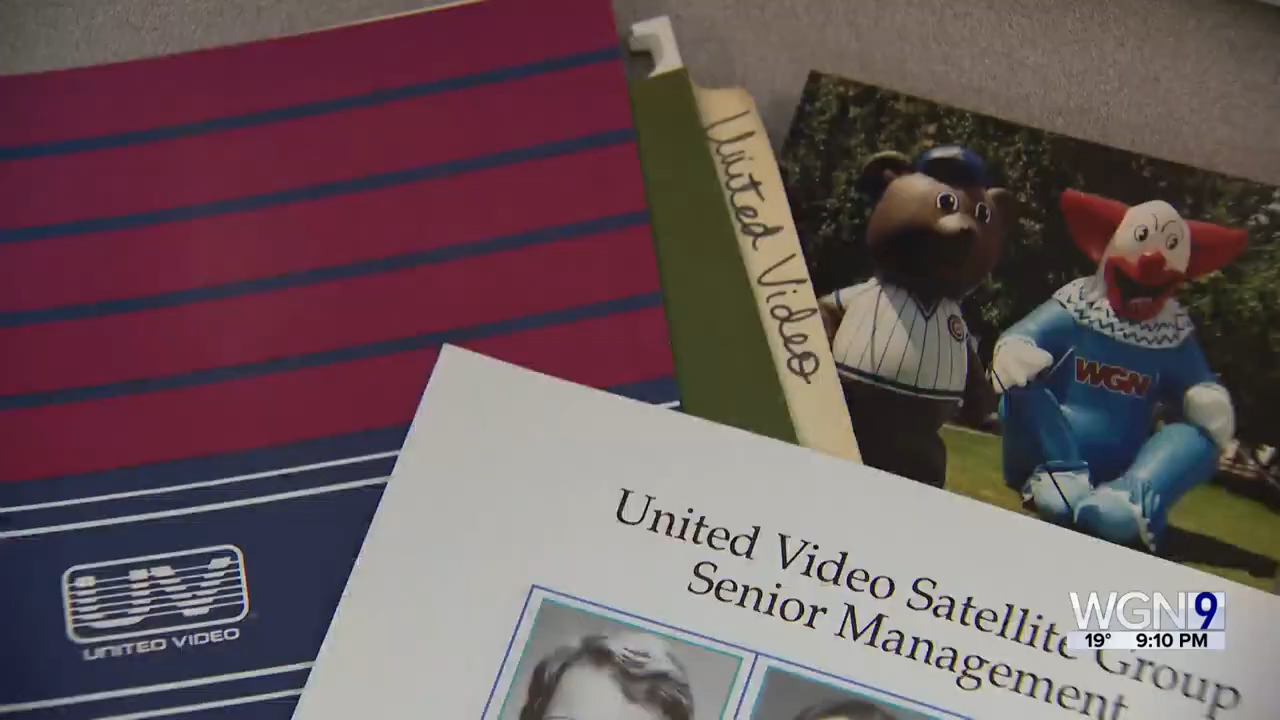 United Video
WGN
United Video Satellite Group
Senior Management
UV
UNITED VIDEO
WGN9
19° 9:10 PM